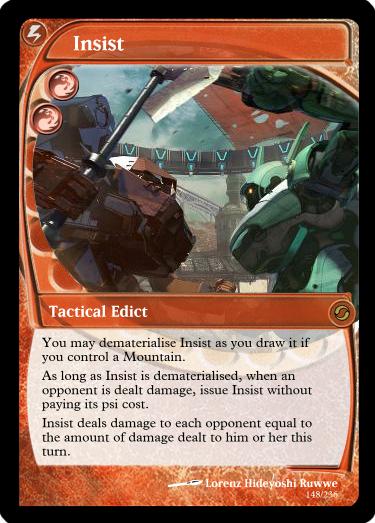 Insist
Tactical Edict
You may dematerialise Insist as you draw it if
you control a Mountain.
As long as Insist is dematerialised, when an
opponent is dealt damage, issue Insist without
paying its psi cost.
Insist deals damage to each opponent equal to
the amount of damage dealt to him or her this
turn.
Lorenz Hideyoshi Ruwwe
148/236